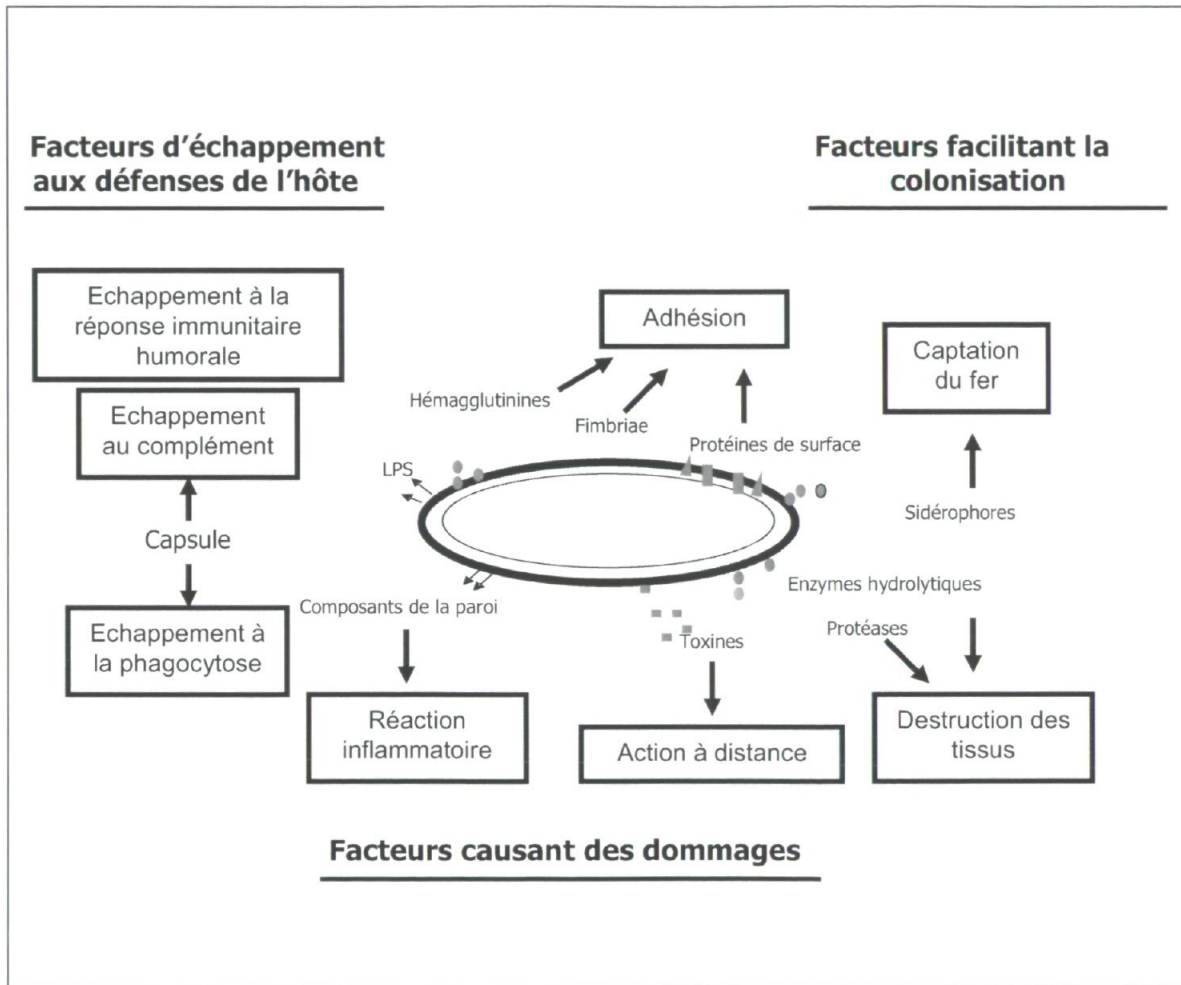 Facteurs d'échappement
aux défenses de l'hôte
Facteurs facilitant la
colonisation
Echappement à la
réponse immunitaire
humorale
Echappement
au complément
Capsule
Echappement à
la phagocytose
Adhésion
Hémagglutinines
Fimbriae
Protéines de surface
LPS
Captation
du fer
Sidérophores
Composants de la paroi
Réaction
inflammatoire
Toxines
Action à distance
Enzymes hydrolytiques
Protéases
Destruction des
tissus
Facteurs causant des dommages